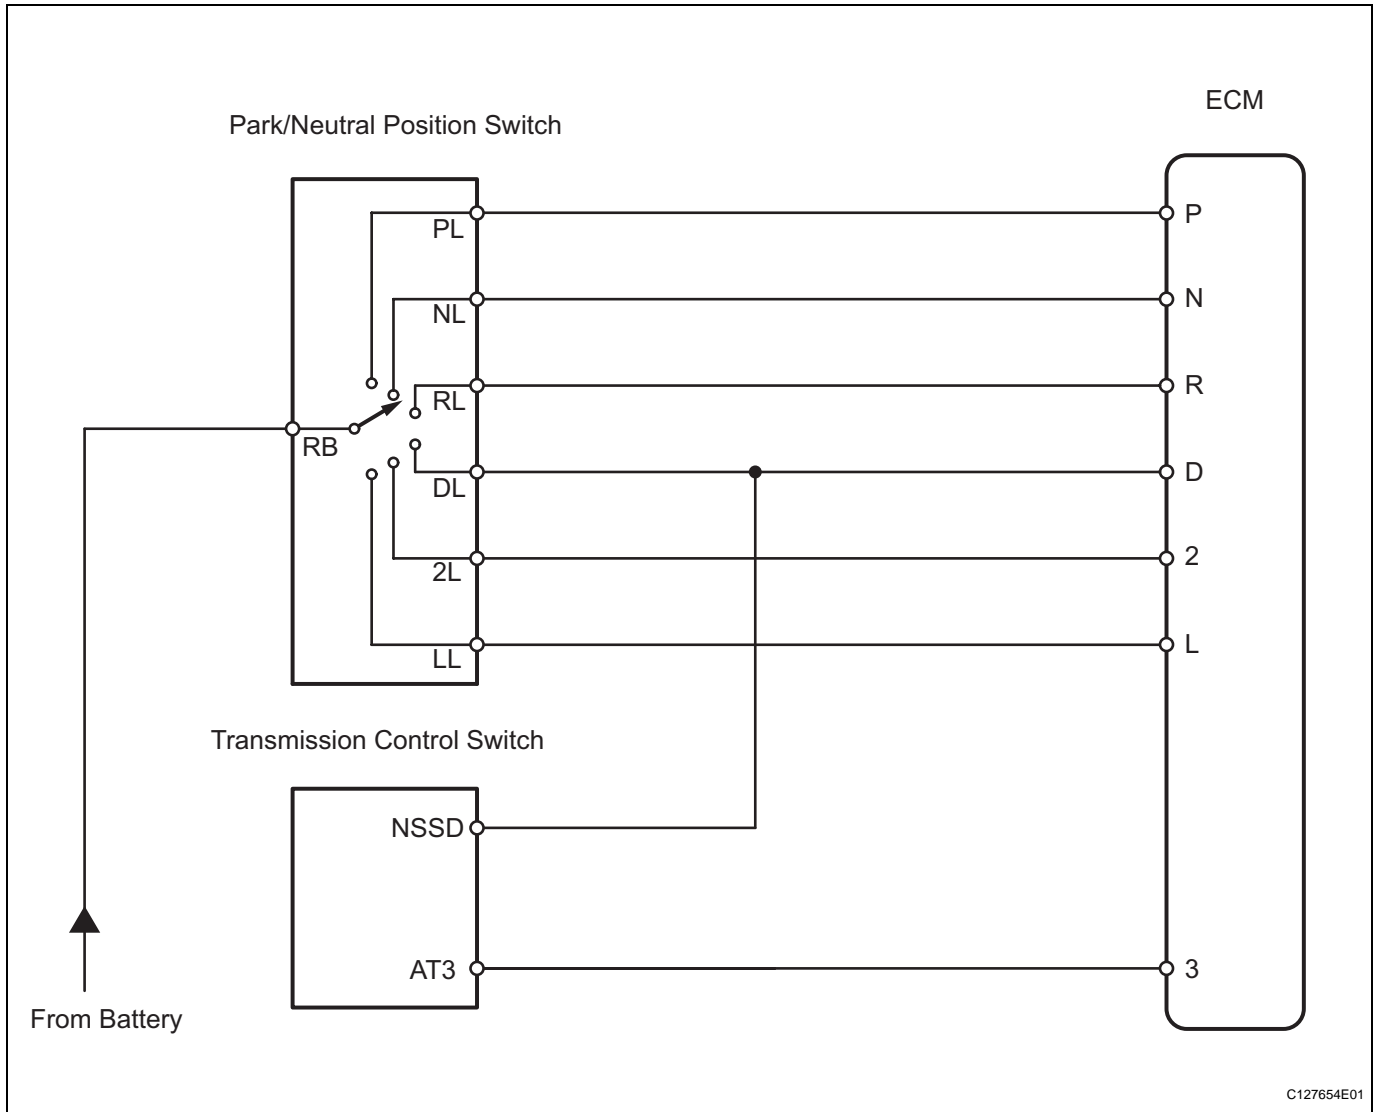 ECM
Park/Neutral Position Switch
PL
P
NL
N
RL
R
RB
DL
D
2L
2
LL
L
Transmission Control Switch
NSSD
AT3
3
From Battery
C127654E01